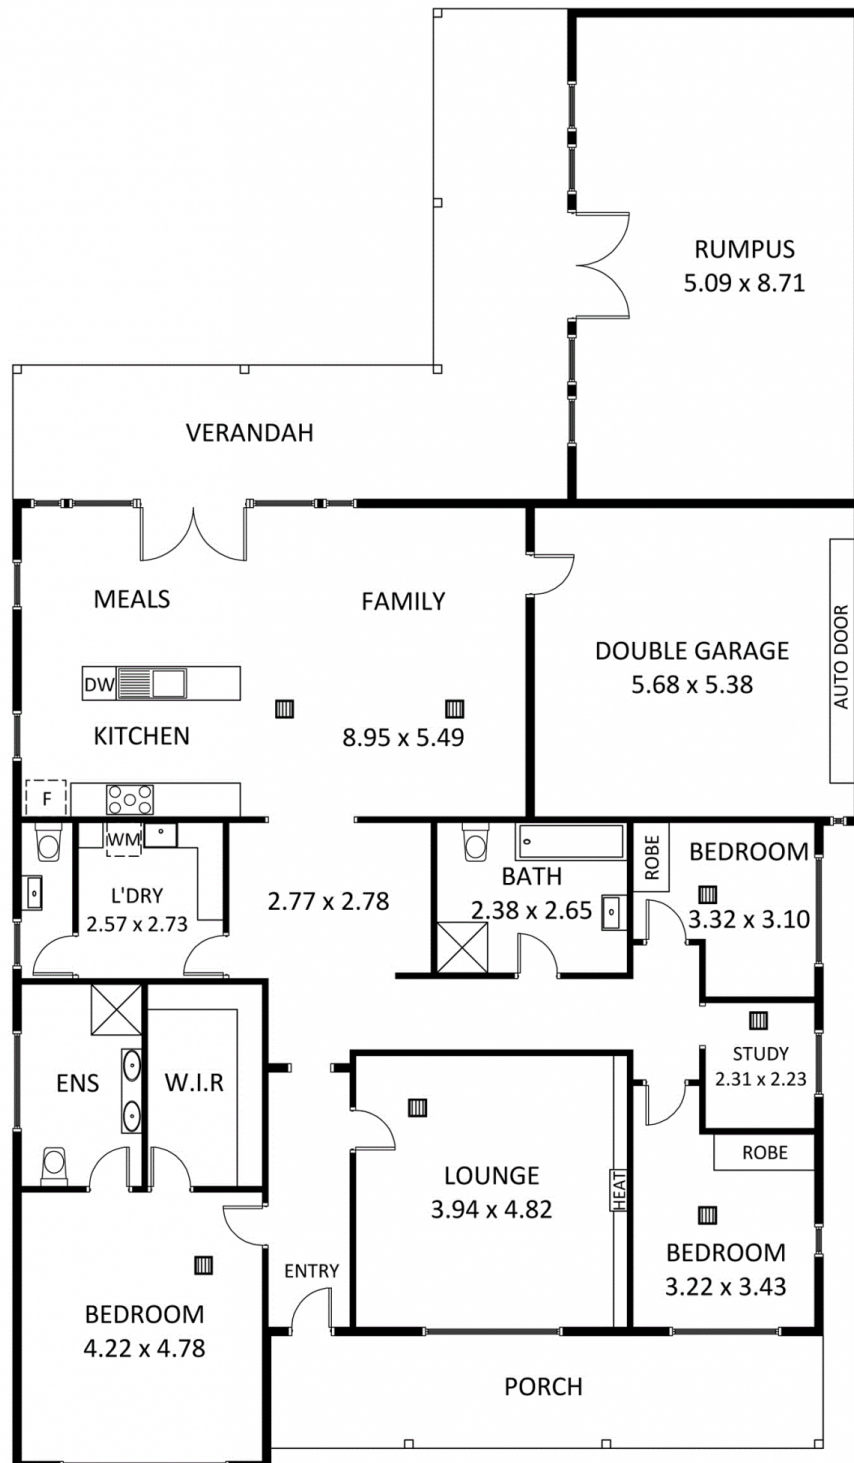 RUMPUS
5.09 x 8.71
VERANDAH
MEALS
FAMILY
DOUBLE GARAGE
5.68 x 5.38
AUTO DOOR
DW
KITCHEN
8.95 x 5.49
F
WM
L'DRY
2.57 x 2.73
2.77 x 2.78
BATH
2.38 x 2.65
ROBE
BEDROOM
3.32 x 3.10
ENS
W.I.R
STUDY
2.31 x 2.23
ROBE
LOUNGE
3.94 x 4.82
HEAT
BEDROOM
3.22 x 3.43
ENTRY
BEDROOM
4.22 x 4.78
PORCH